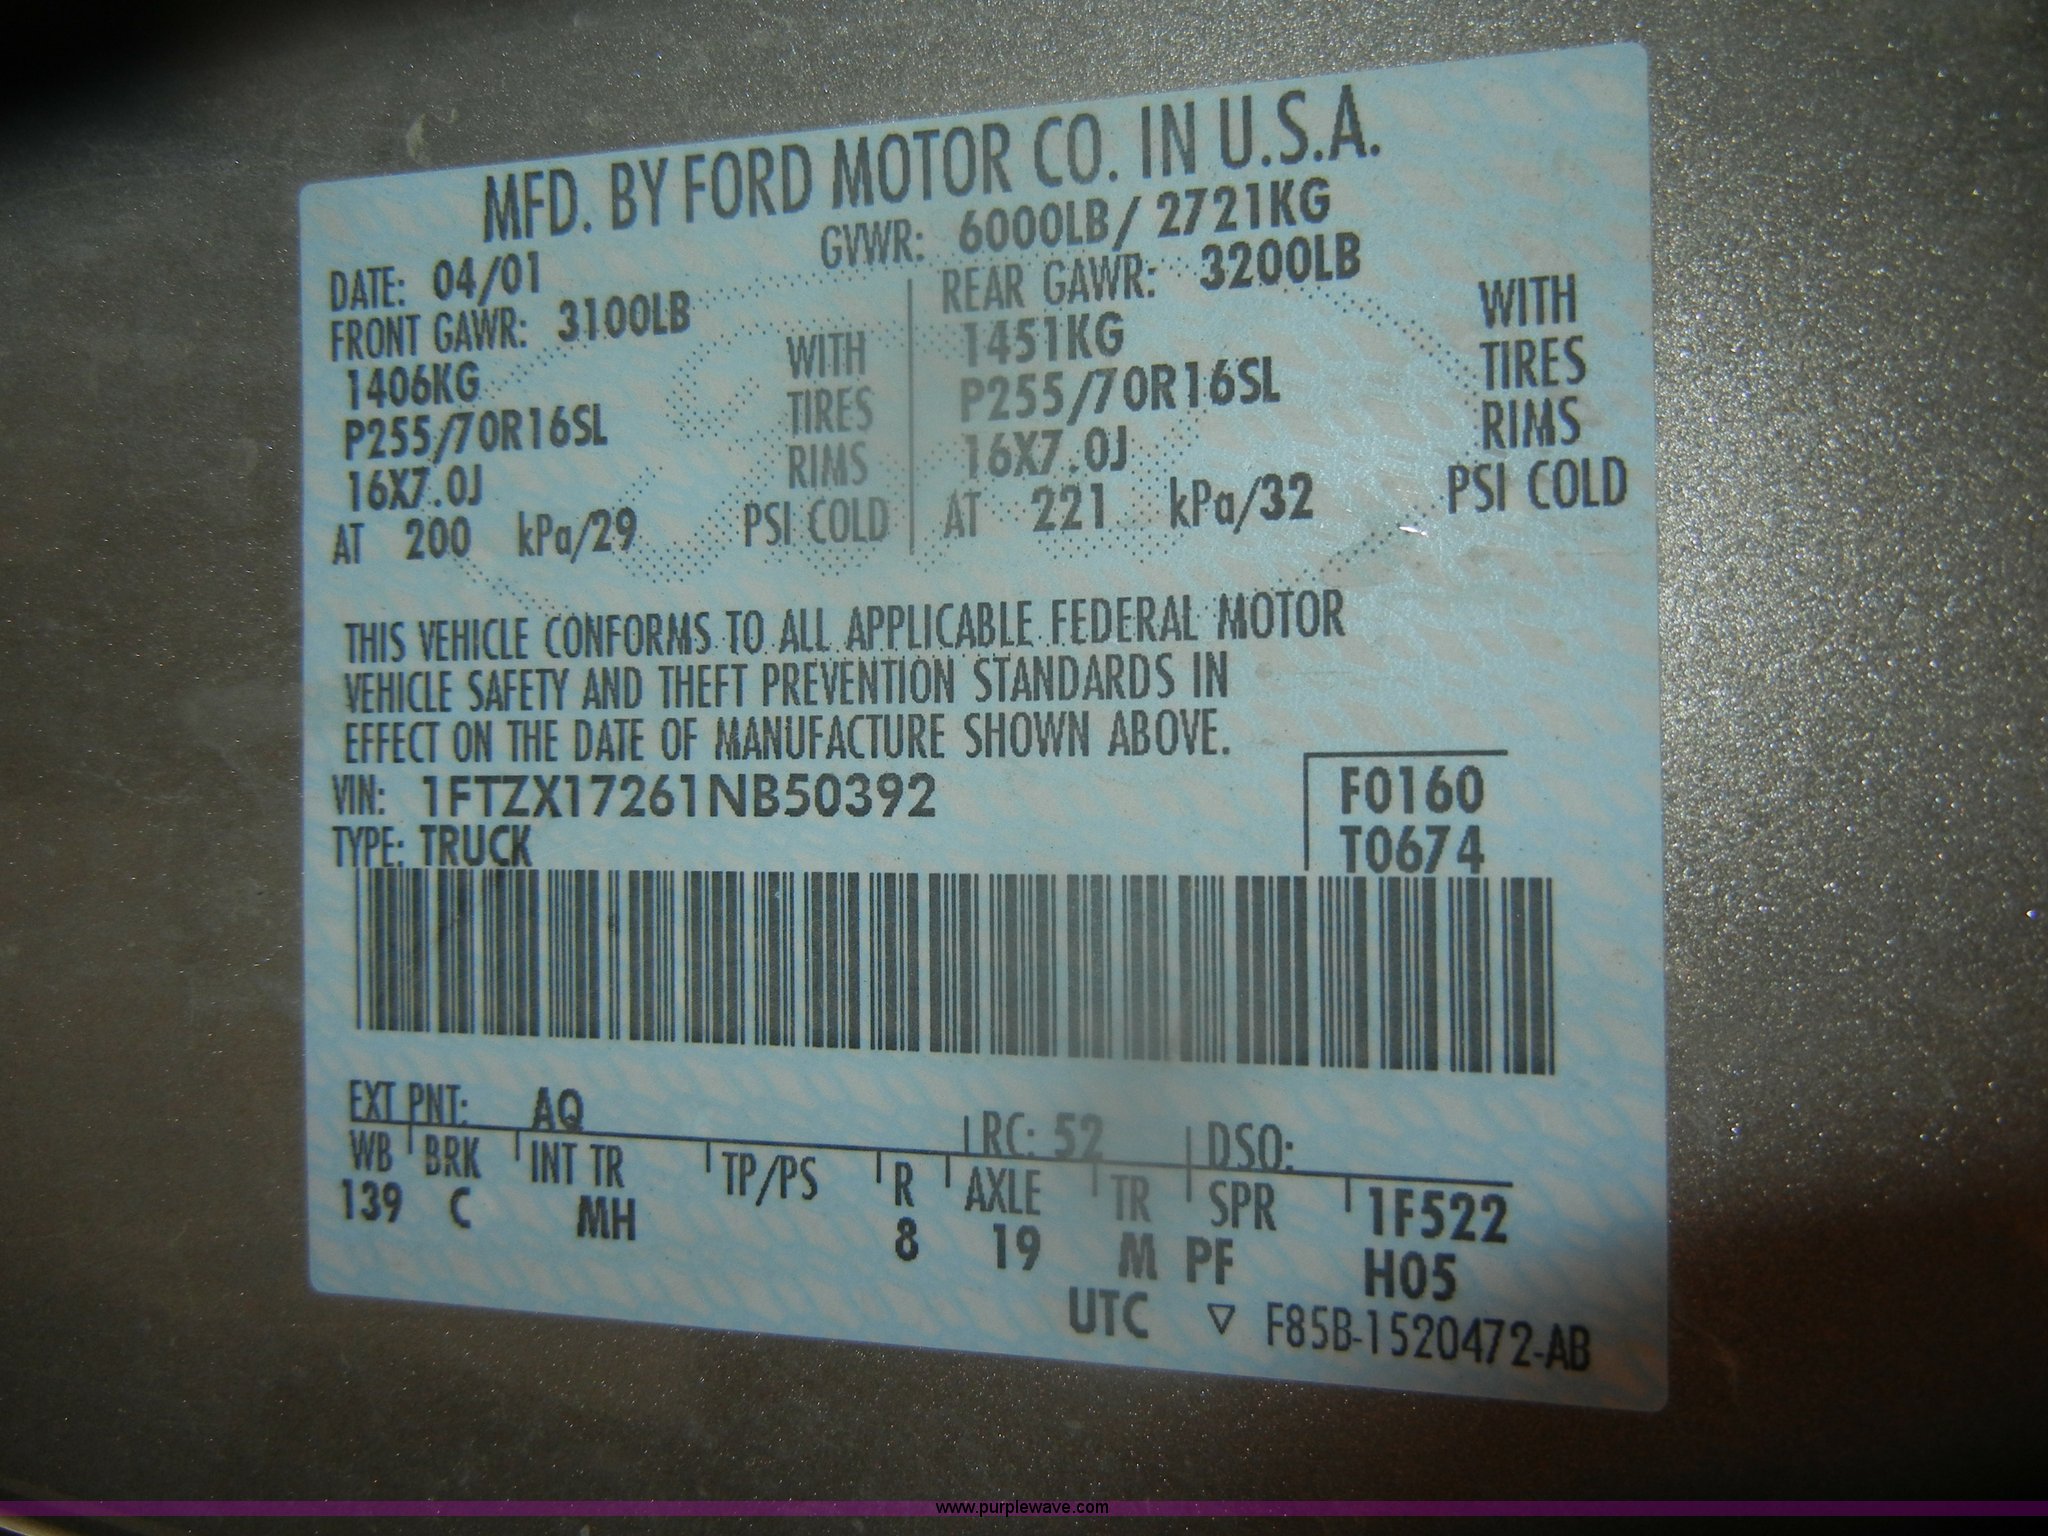 MFD. BY FORD MOTOR CO. IN U.S.A.
DATE: 04/01 GVWR: 6000LB/ 2721KG
FRONT GAWR: 3100LB REAR GAWR: 3200LB
1406KG WITH 1451KG WITH
P255/70R16SL TIRES P255/70R16SL TIRES
16X7.0J RIMS 16X7.0J RIMS
AT 200 kPa/29 PSI COLD AT 221 kPa/32 PSI COLD
THIS VEHICLE CONFORMS TO ALL APPLICABLE FEDERAL MOTOR
VEHICLE SAFETY AND THEFT PREVENTION STANDARDS IN
EFFECT ON THE DATE OF MANUFACTURE SHOWN ABOVE.
VIN: 1FTZX17261NB50392 F0160
TYPE: TRUCK T0674
EXT PNT: AQ RC: 52 DSO:
WB BRK INT TR TP/PS R AXLE TR SPR 1F522
139 C MH 8 19 M PF H05
UTC ▽ F85B-1520472-AB
www.purplewave.com